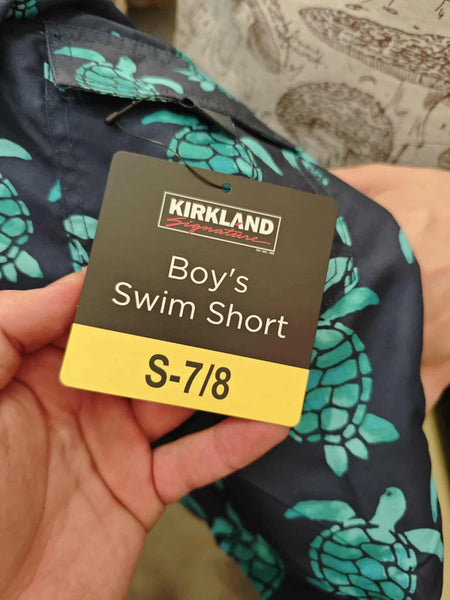 KIRKLAND
Signature
Boy's
Swim Short
S-7/8